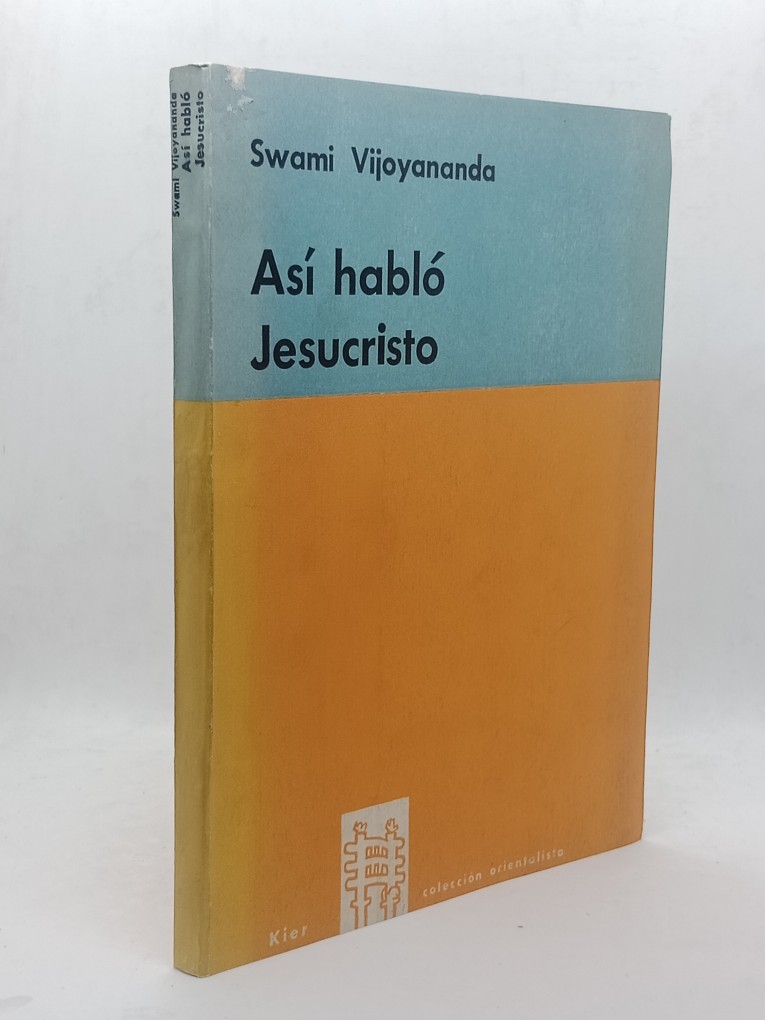 Swami Vijoyananda
Así habló
Jesucristo
Swami Vijoyananda
Así habló
Jesucristo
Kier
colección orientalista